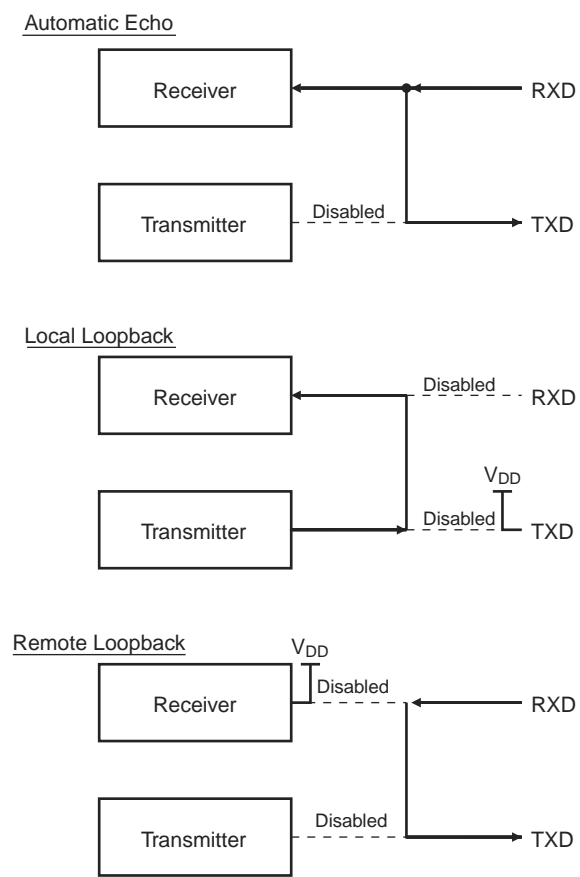 Automatic Echo
Receiver
RXD
Transmitter
Disabled
TXD
Local Loopback
Receiver
Disabled
RXD
VDD
Transmitter
Disabled
TXD
Remote Loopback
VDD
Receiver
Disabled
RXD
Transmitter
Disabled
TXD